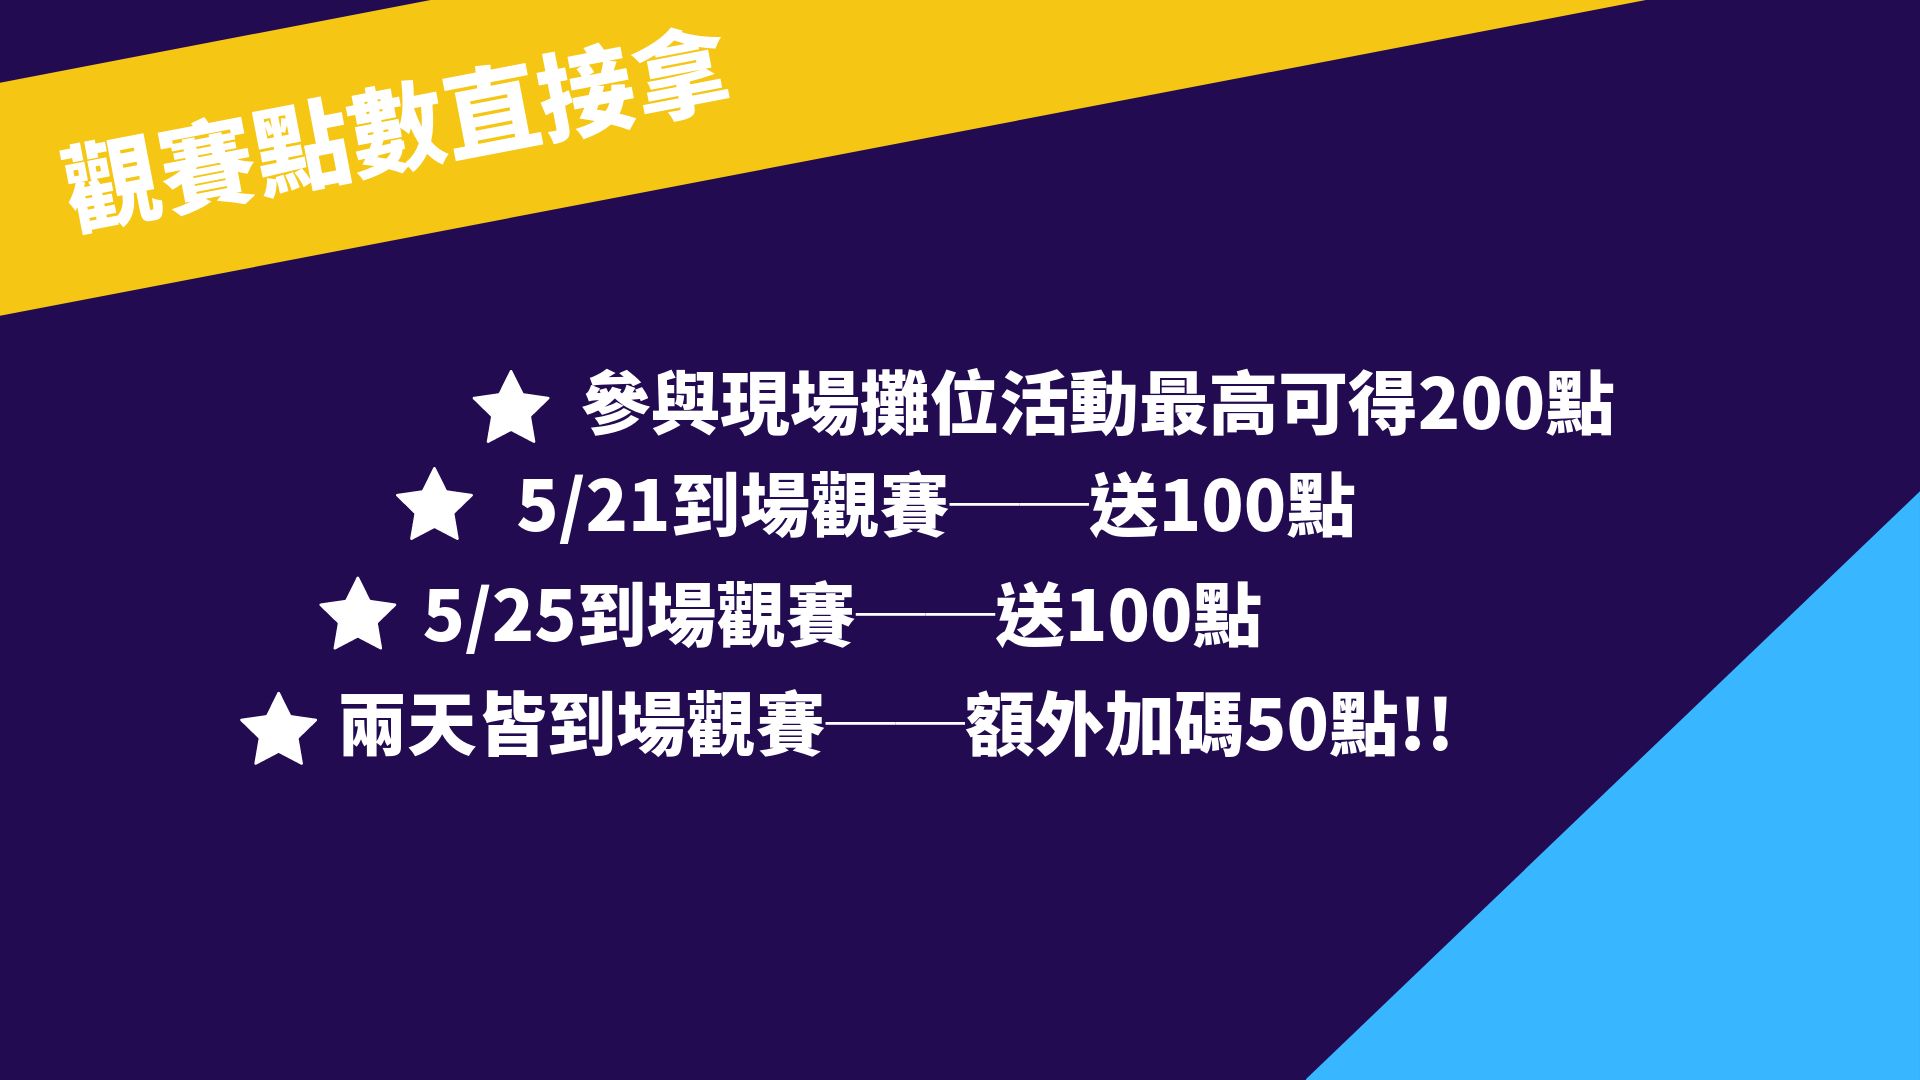 觀賽點數直接拿
參與現場攤位活動最高可得200點
5/21到場觀賽──送100點
5/25到場觀賽──送100點
兩天皆到場觀賽──額外加碼50點!!